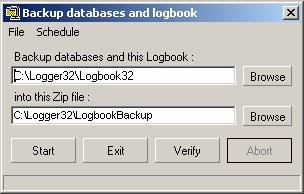 Backup databases and logbook
File Schedule
Backup databases and this Logbook :
C:\Logger32\Logbook32 Browse
into this Zip file :
C:\Logger32\LogbookBackup Browse
Start Exit Verify Abort